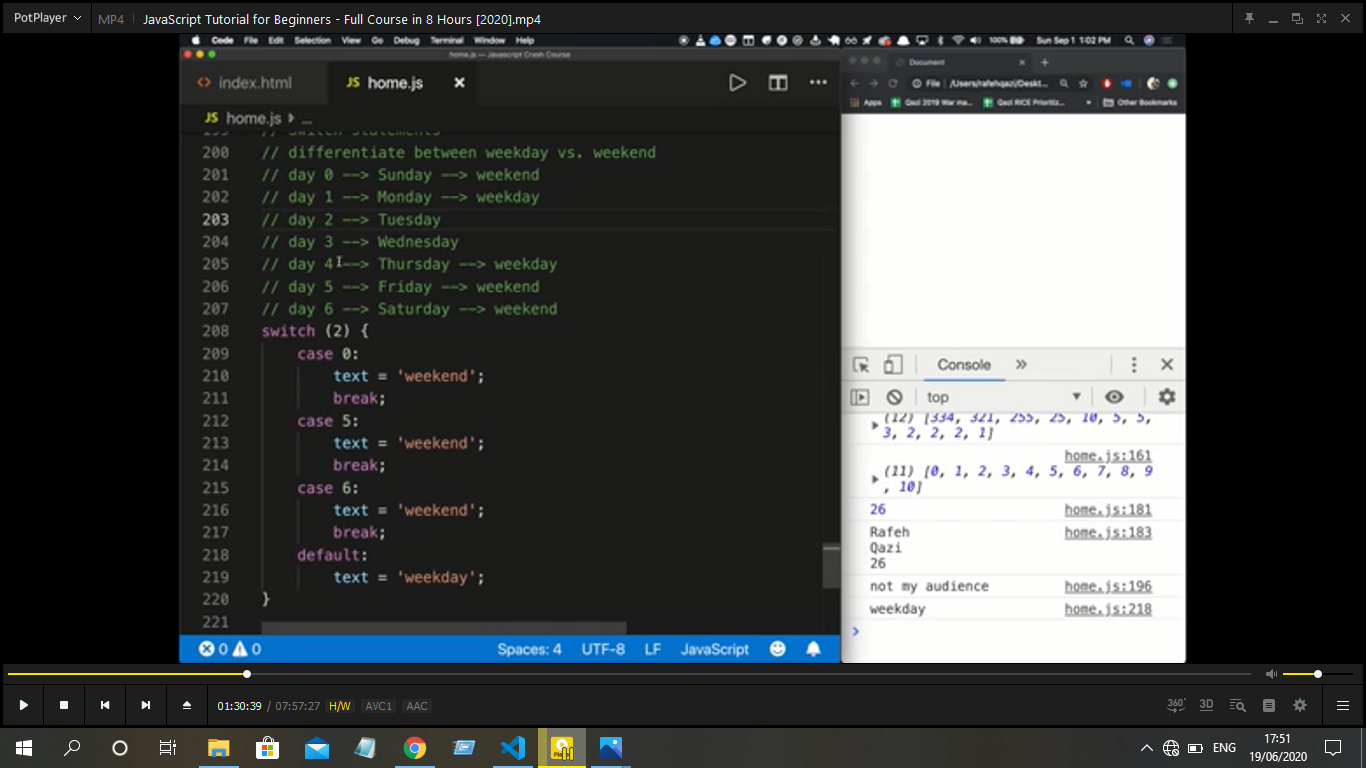 PotPlayer MP4 JavaScript Tutorial for Beginners - Full Course in 8 Hours [2020].mp4
Code File Edit Selection View Go Debug Terminal Window Help 100% Sun Sep 1 1:02 PM
home.js — Javascript Crash Course
index.html JS home.js
JS home.js ...
199 // Switch statements
200 // differentiate between weekday vs. weekend
201 // day 0 --> Sunday --> weekend
202 // day 1 --> Monday --> weekday
203 // day 2 --> Tuesday
204 // day 3 --> Wednesday
205 // day 4 --> Thursday --> weekday
206 // day 5 --> Friday --> weekend
207 // day 6 --> Saturday --> weekend
208 switch (2) {
209 case 0:
210 text = 'weekend';
211 break;
212 case 5:
213 text = 'weekend';
214 break;
215 case 6:
216 text = 'weekend';
217 break;
218 default:
219 text = 'weekday';
220 }
221
0 0 Spaces: 4 UTF-8 LF JavaScript
Document
File /Users/rafehqazi/Deskt...
Apps Qazi 2019 War ma... Qazi RICE Prioritiz... » Other Bookmarks
Console »
top
(12) [334, 321, 255, 25, 10, 5, 5,
3, 2, 2, 2, 1]
home.js:161
(11) [0, 1, 2, 3, 4, 5, 6, 7, 8, 9
, 10]
26 home.js:181
Rafeh home.js:183
Qazi
26
not my audience home.js:196
weekday home.js:218
01:30:39 / 07:57:27 H/W AVC1 AAC 360° 3D
ENG 17:51
19/06/2020